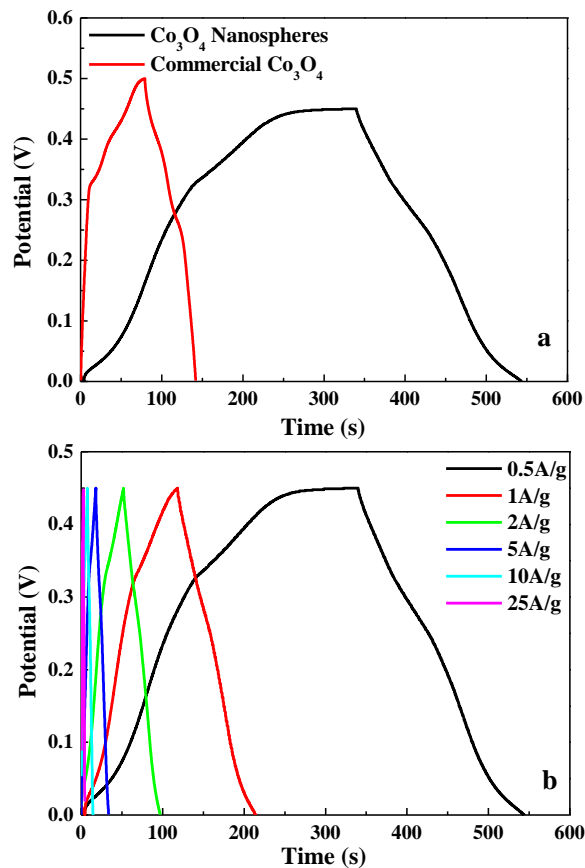 0.6
0.5
0.4
0.3
0.2
0.1
0.0
Potential (V)
Co₃O₄ Nanospheres
Commercial Co₃O₄
a
0 100 200 300 400 500 600
Time (s)
0.5
0.4
0.3
0.2
0.1
0.0
Potential (V)
0.5A/g
1A/g
2A/g
5A/g
10A/g
25A/g
b
0 100 200 300 400 500 600
Time (s)